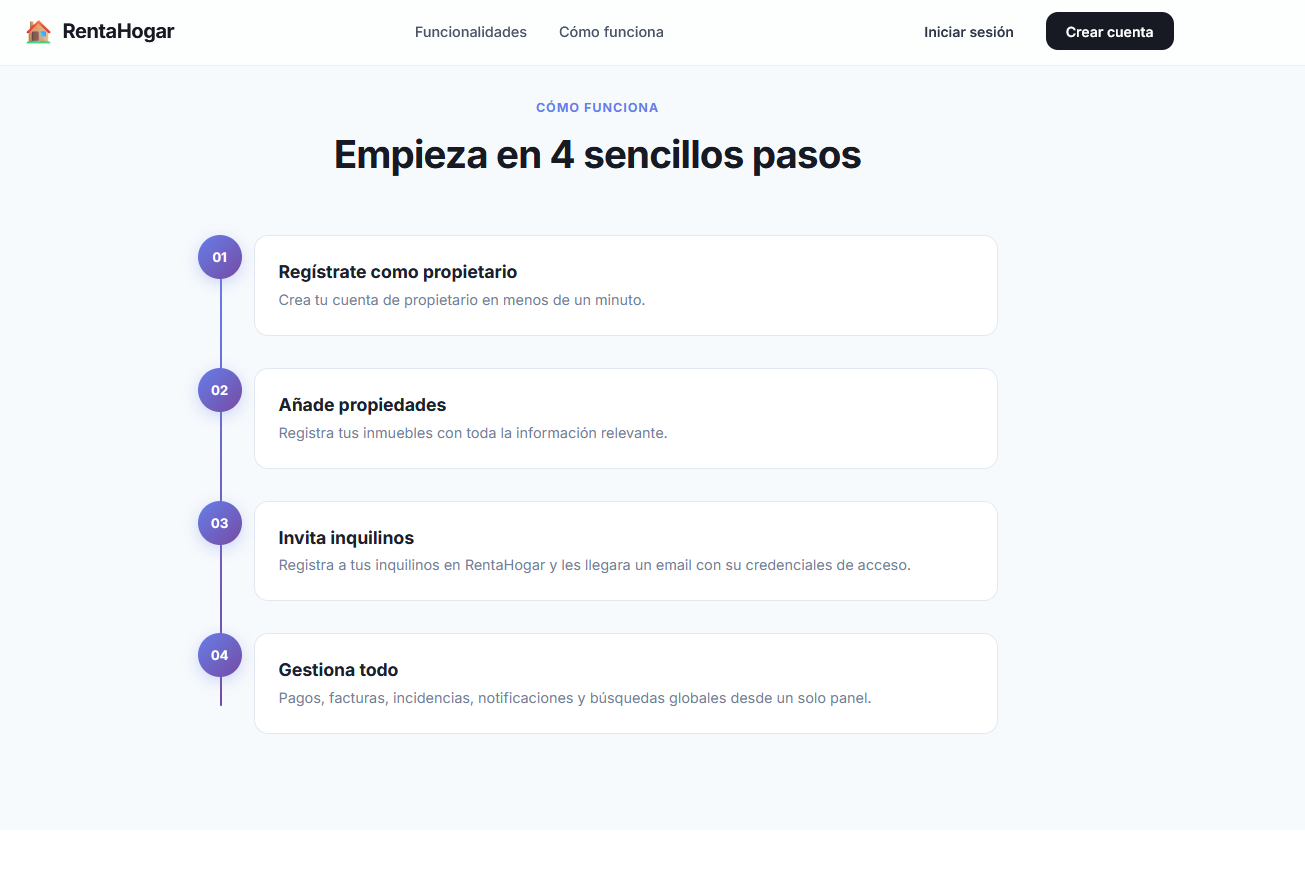 RentaHogar
Funcionalidades
Cómo funciona
Iniciar sesión
Crear cuenta
CÓMO FUNCIONA
Empieza en 4 sencillos pasos
01
Regístrate como propietario
Crea tu cuenta de propietario en menos de un minuto.
02
Añade propiedades
Registra tus inmuebles con toda la información relevante.
03
Invita inquilinos
Registra a tus inquilinos en RentaHogar y les llegara un email con su credenciales de acceso.
04
Gestiona todo
Pagos, facturas, incidencias, notificaciones y búsquedas globales desde un solo panel.